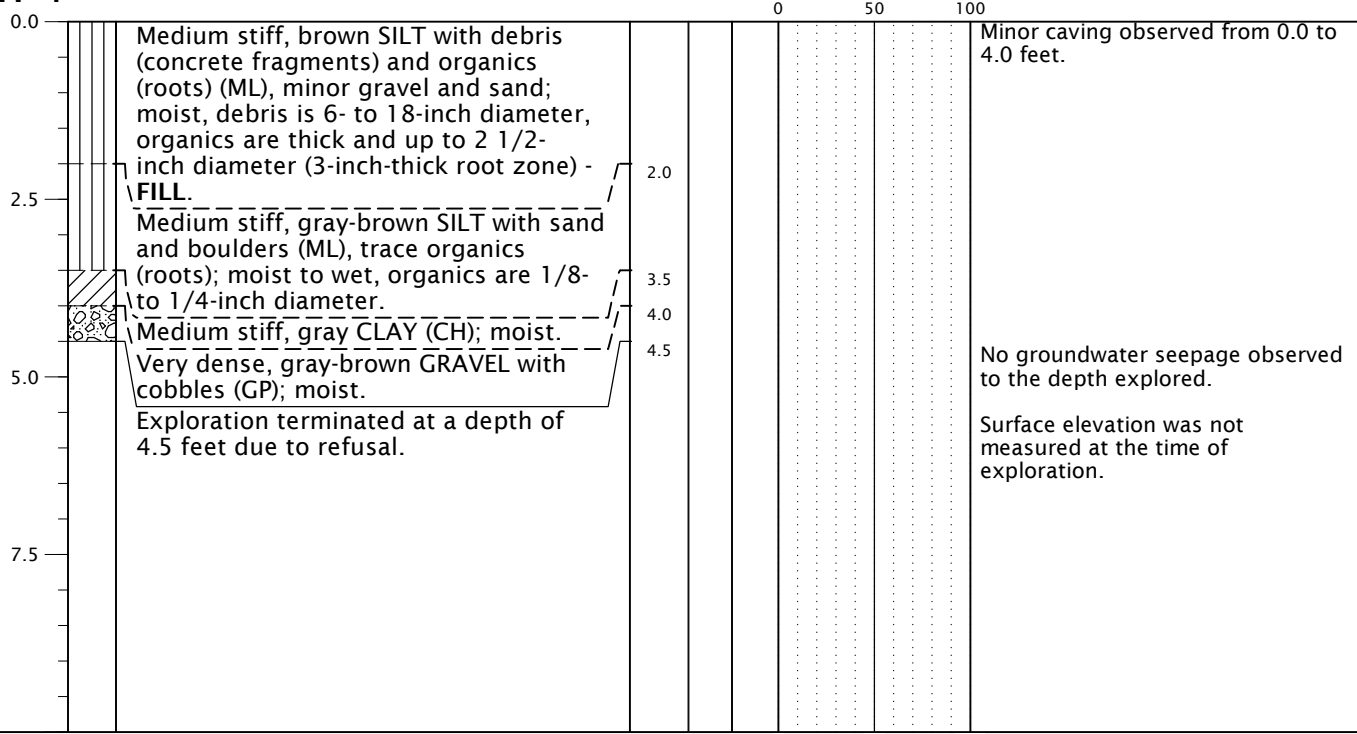 0 50 100
0.0
Medium stiff, brown SILT with debris
(concrete fragments) and organics
(roots) (ML), minor gravel and sand;
moist, debris is 6- to 18-inch diameter,
organics are thick and up to 2 1/2-
inch diameter (3-inch-thick root zone) -
FILL.
2.0
Minor caving observed from 0.0 to
4.0 feet.
2.5
Medium stiff, gray-brown SILT with sand
and boulders (ML), trace organics
(roots); moist to wet, organics are 1/8-
to 1/4-inch diameter.
3.5
Medium stiff, gray CLAY (CH); moist.
4.0
Very dense, gray-brown GRAVEL with
cobbles (GP); moist.
4.5
5.0
Exploration terminated at a depth of
4.5 feet due to refusal.
No groundwater seepage observed
to the depth explored.
Surface elevation was not
measured at the time of
exploration.
7.5